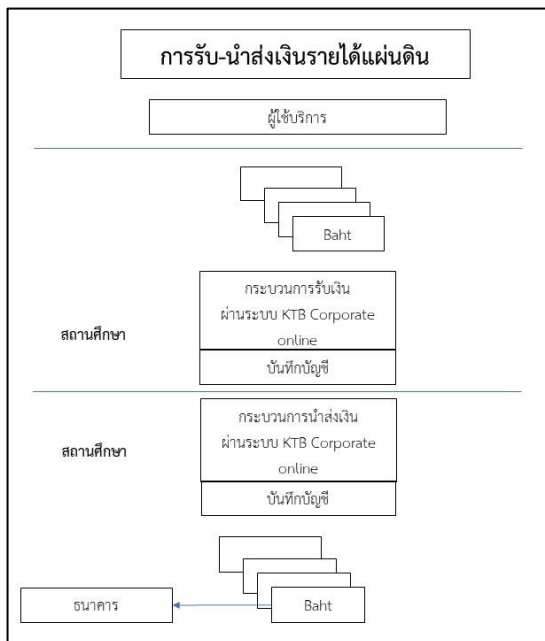 การรับ-นำส่งเงินรายได้แผ่นดิน
ผู้ใช้บริการ
Baht
กระบวนการรับเงิน
ผ่านระบบ KTB Corporate
online
สถานศึกษา
บันทึกบัญชี
กระบวนการนำส่งเงิน
ผ่านระบบ KTB Corporate
online
สถานศึกษา
บันทึกบัญชี
ธนาคาร
Baht